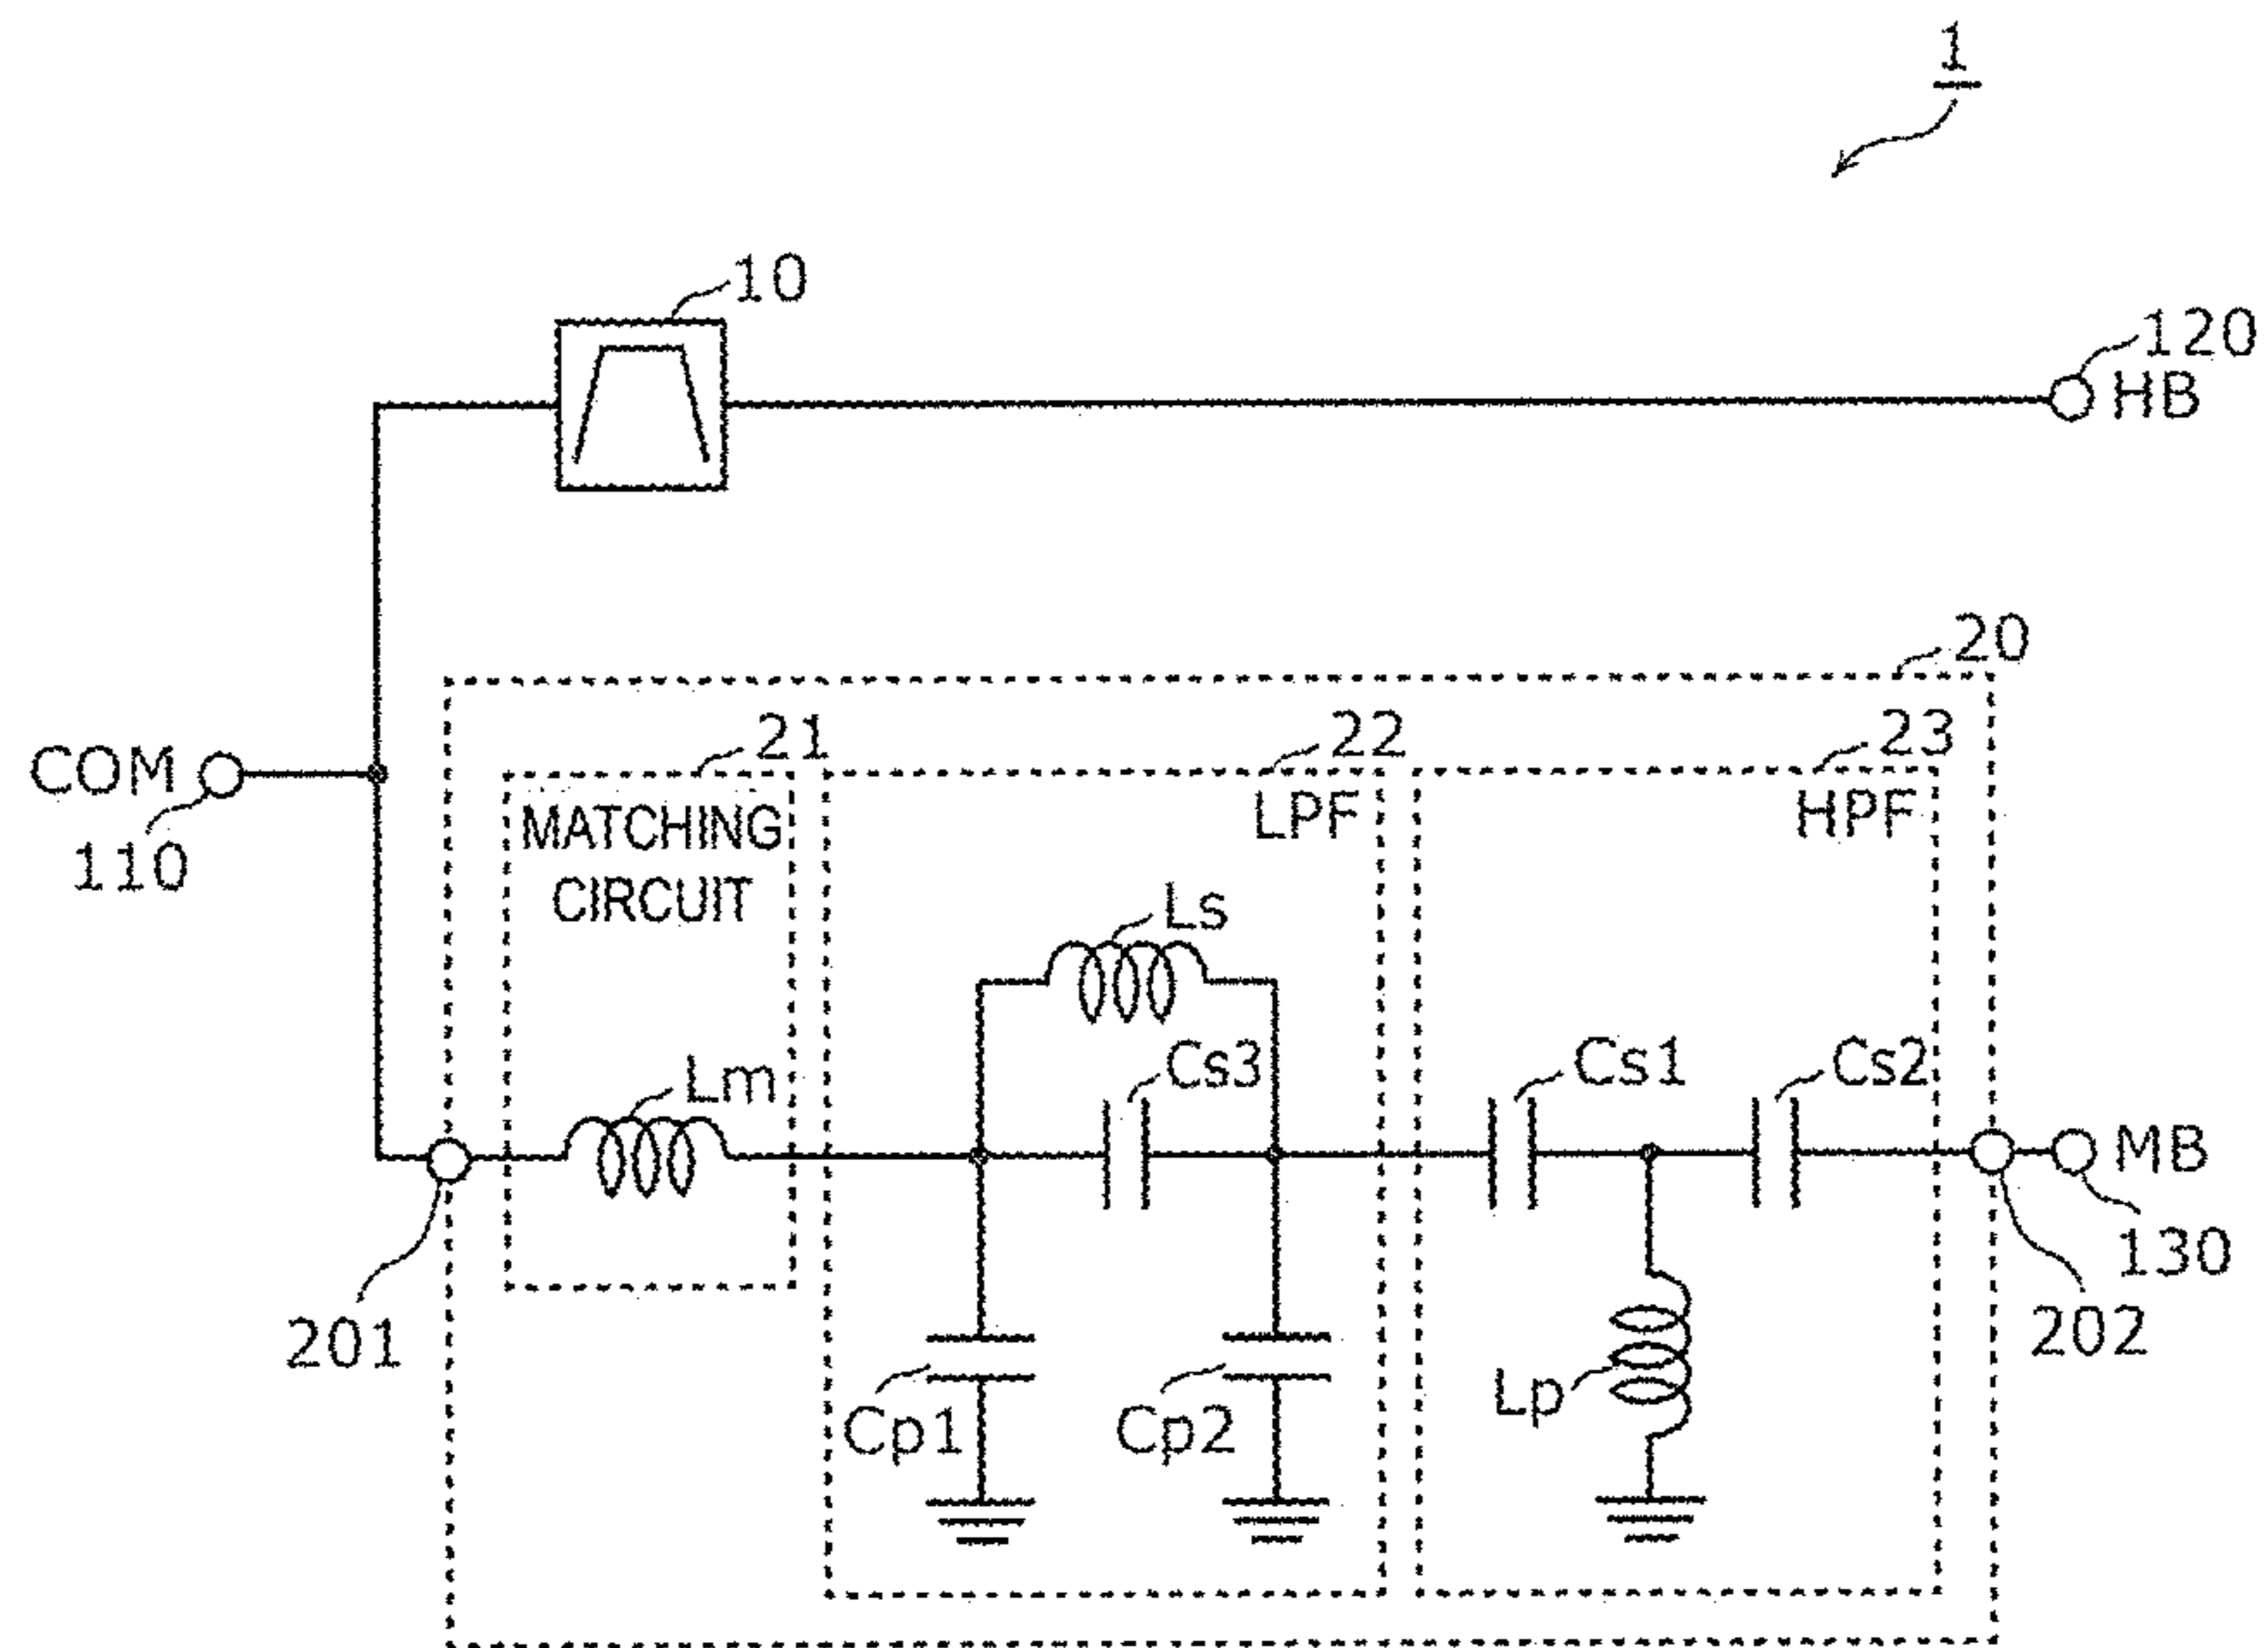 1
10
120
HB
20
21
22
23
COM
MATCHING
CIRCUIT
LPF
HPF
110
Ls
Lm
Cs3
Cs1
Cs2
MB
130
201
202
Cp1
Cp2
Lp